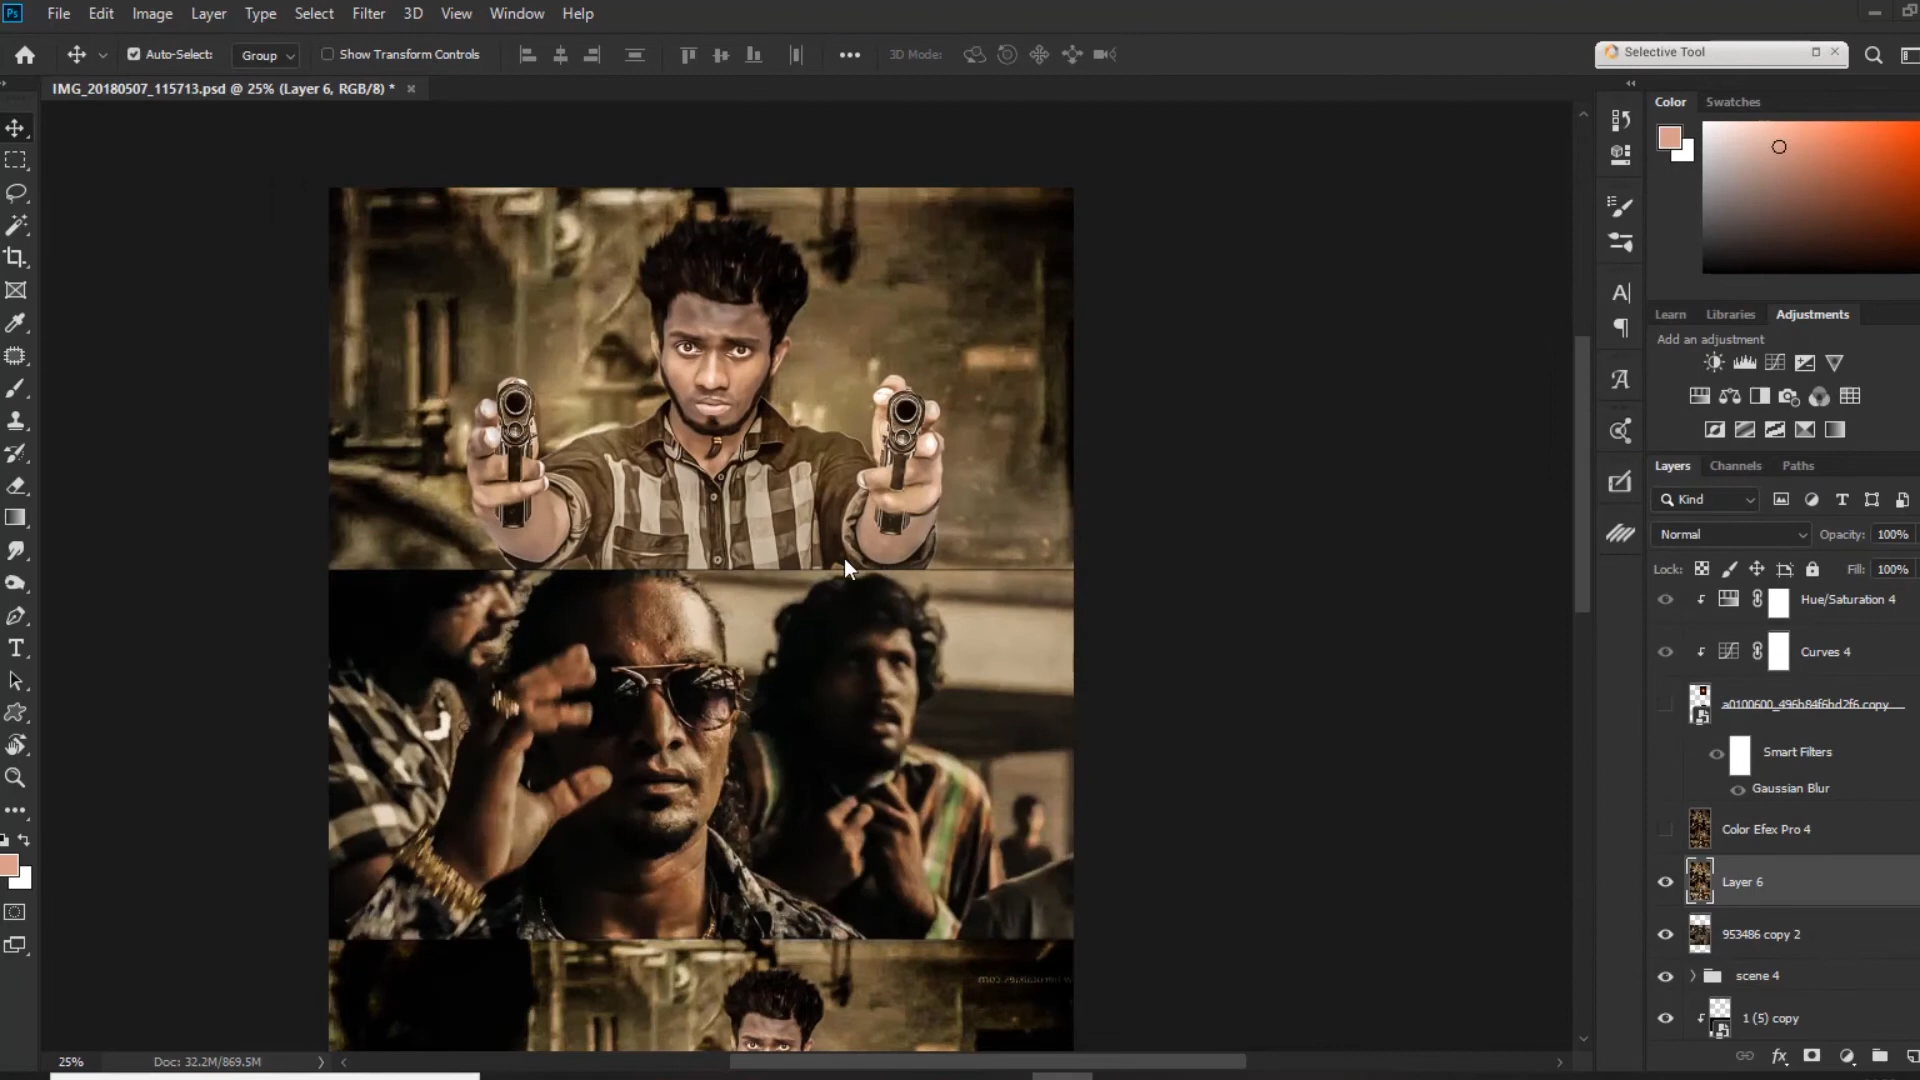 Ps File Edit Image Layer Type Select Filter 3D View Window Help
Auto-Select: Group Show Transform Controls 3D Mode: Selective Tool
IMG_20180507_115713.psd @ 25% (Layer 6, RGB/8) *
Color Swatches
Learn Libraries Adjustments
Add an adjustment
Layers Channels Paths
Kind
Normal Opacity: 100%
Lock: Fill: 100%
Hue/Saturation 4
Curves 4
a0100600_496b84f6bd2f6 copy
Smart Filters
Gaussian Blur
Color Efex Pro 4
Layer 6
953486 copy 2
scene 4
1 (5) copy
25% Doc: 32.2M/869.5M